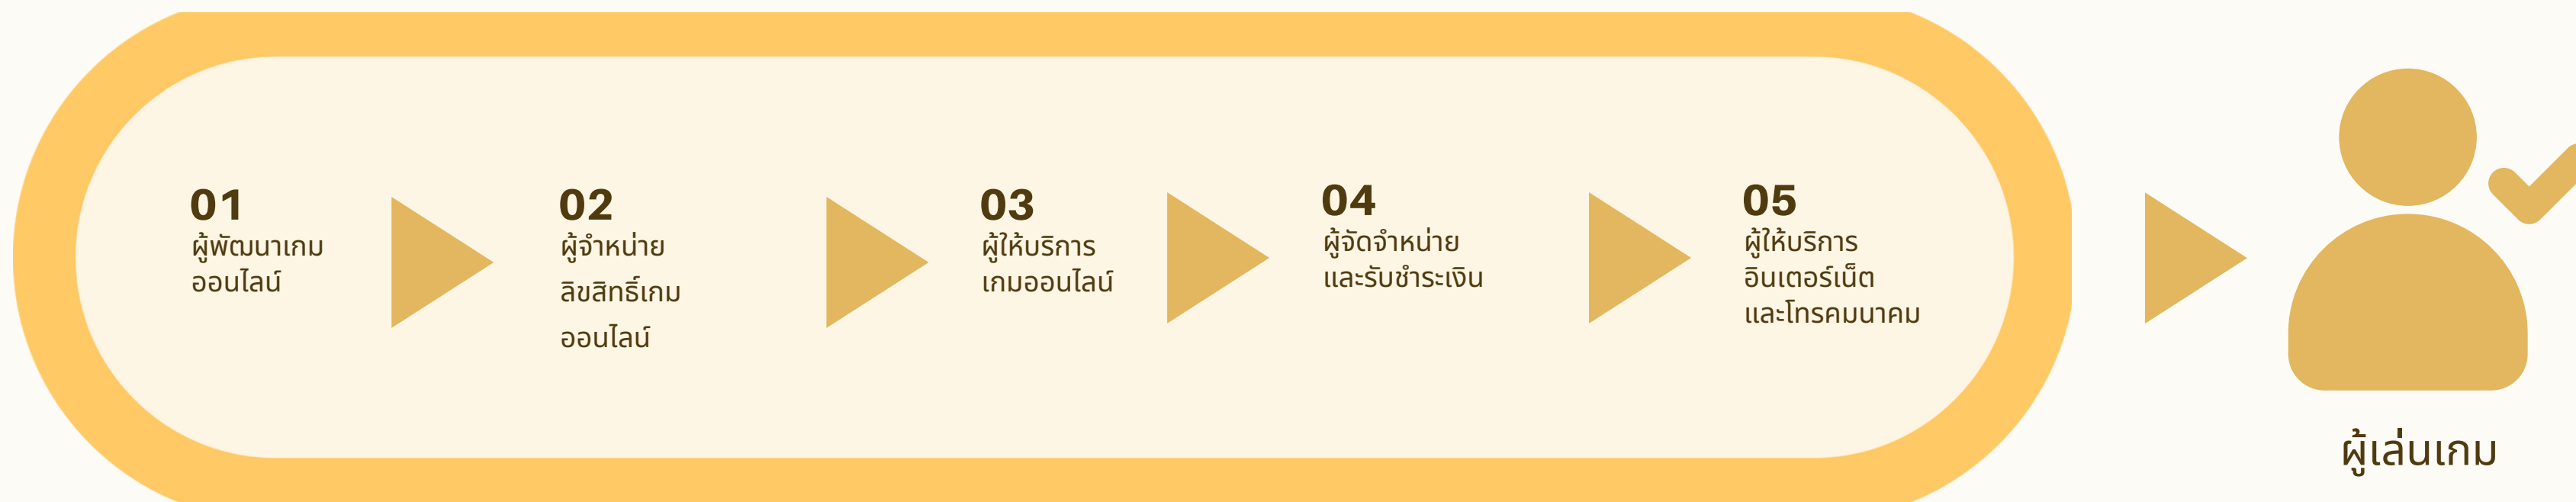 01
ผู้พัฒนาเกม
ออนไลน์
02
ผู้จำหน่าย
ลิขสิทธิ์เกม
ออนไลน์
03
ผู้ให้บริการ
เกมออนไลน์
04
ผู้จัดจำหน่าย
และรับชำระเงิน
05
ผู้ให้บริการ
อินเตอร์เน็ต
และโทรคมนาคม
ผู้เล่นเกม